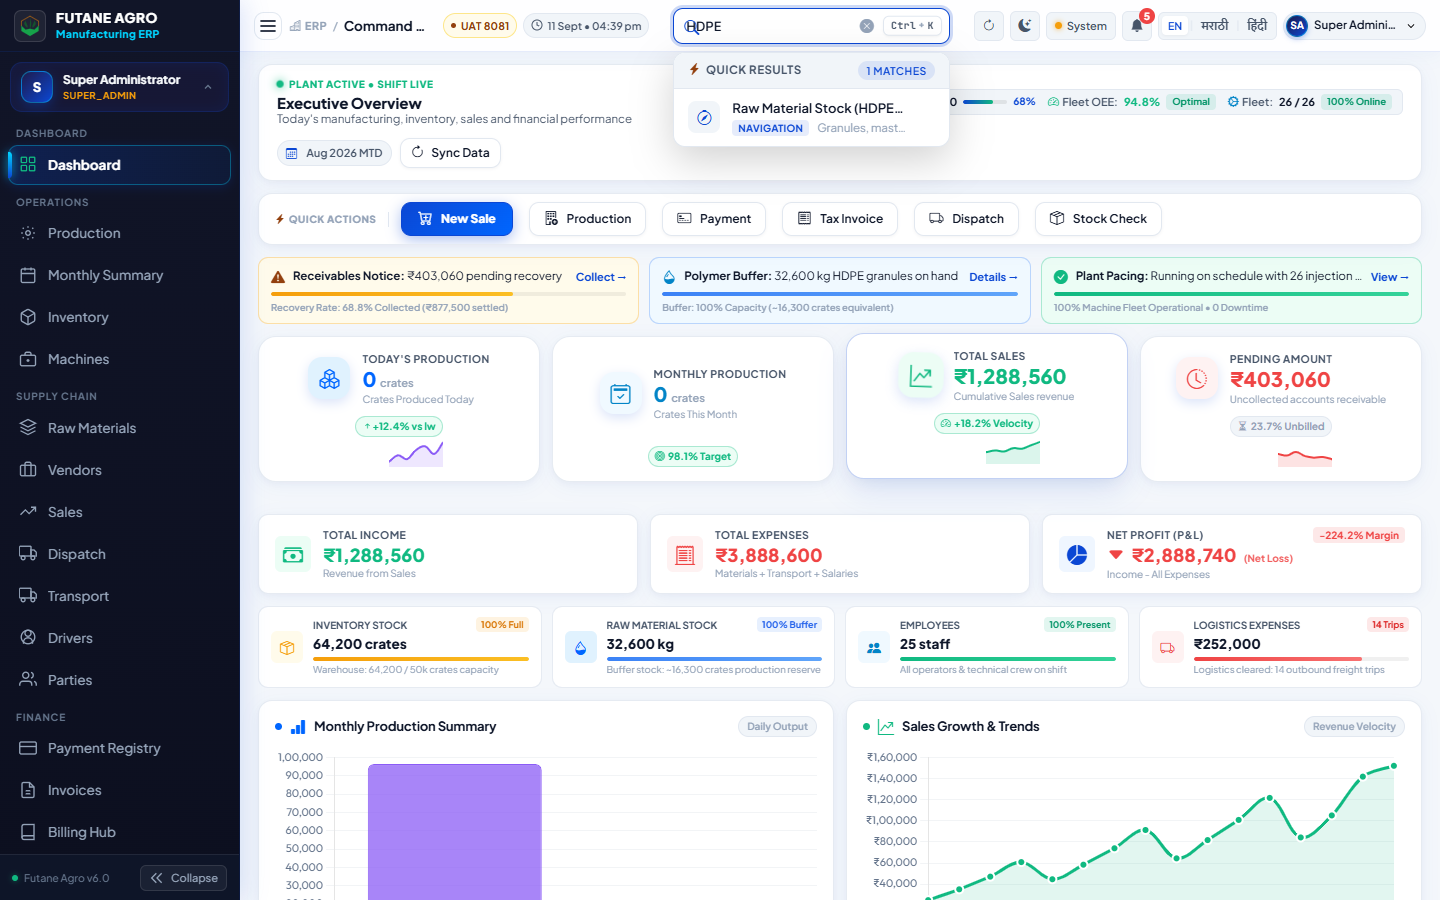 FUTANE AGRO
Manufacturing ERP
S
Super Administrator
SUPER_ADMIN
DASHBOARD
Dashboard
OPERATIONS
Production
Monthly Summary
Inventory
Machines
SUPPLY CHAIN
Raw Materials
Vendors
Sales
Dispatch
Transport
Drivers
Parties
FINANCE
Payment Registry
Invoices
Billing Hub
Futane Agro v6.0
Collapse
ERP / Command ...
UAT 8081
11 Sept • 04:39 pm
HDPE
Ctrl + K
System
5
EN मराठी हिंदी
SA Super Admini...
QUICK RESULTS 1 MATCHES
Raw Material Stock (HDPE...
NAVIGATION Granules, mast...
PLANT ACTIVE • SHIFT LIVE
Executive Overview
Today's manufacturing, inventory, sales and financial performance
Aug 2026 MTD
Sync Data
0 68% Fleet OEE: 94.8% Optimal Fleet: 26 / 26 100% Online
QUICK ACTIONS New Sale Production Payment Tax Invoice Dispatch Stock Check
Receivables Notice: ₹403,060 pending recovery Collect →
Recovery Rate: 68.8% Collected (₹877,500 settled)
Polymer Buffer: 32,600 kg HDPE granules on hand Details →
Buffer: 100% Capacity (~16,300 crates equivalent)
Plant Pacing: Running on schedule with 26 injection ... View →
100% Machine Fleet Operational • 0 Downtime
TODAY'S PRODUCTION
0 crates
Crates Produced Today
↑ +12.4% vs lw
MONTHLY PRODUCTION
0 crates
Crates This Month
98.1% Target
TOTAL SALES
₹1,288,560
Cumulative Sales revenue
+18.2% Velocity
PENDING AMOUNT
₹403,060
Uncollected accounts receivable
23.7% Unbilled
TOTAL INCOME
₹1,288,560
Revenue from Sales
TOTAL EXPENSES
₹3,888,600
Materials + Transport + Salaries
NET PROFIT (P&L) -224.2% Margin
▼ ₹2,888,740 (Net Loss)
Income - All Expenses
INVENTORY STOCK 100% Full
64,200 crates
Warehouse: 64,200 / 50k crates capacity
RAW MATERIAL STOCK 100% Buffer
32,600 kg
Buffer stock: ~16,300 crates production reserve
EMPLOYEES 100% Present
25 staff
All operators & technical crew on shift
LOGISTICS EXPENSES 14 Trips
₹252,000
Logistics cleared: 14 outbound freight trips
Monthly Production Summary Daily Output
1,00,000
90,000
80,000
70,000
60,000
50,000
40,000
30,000
Sales Growth & Trends Revenue Velocity
₹1,60,000
₹1,40,000
₹1,20,000
₹1,00,000
₹80,000
₹60,000
₹40,000